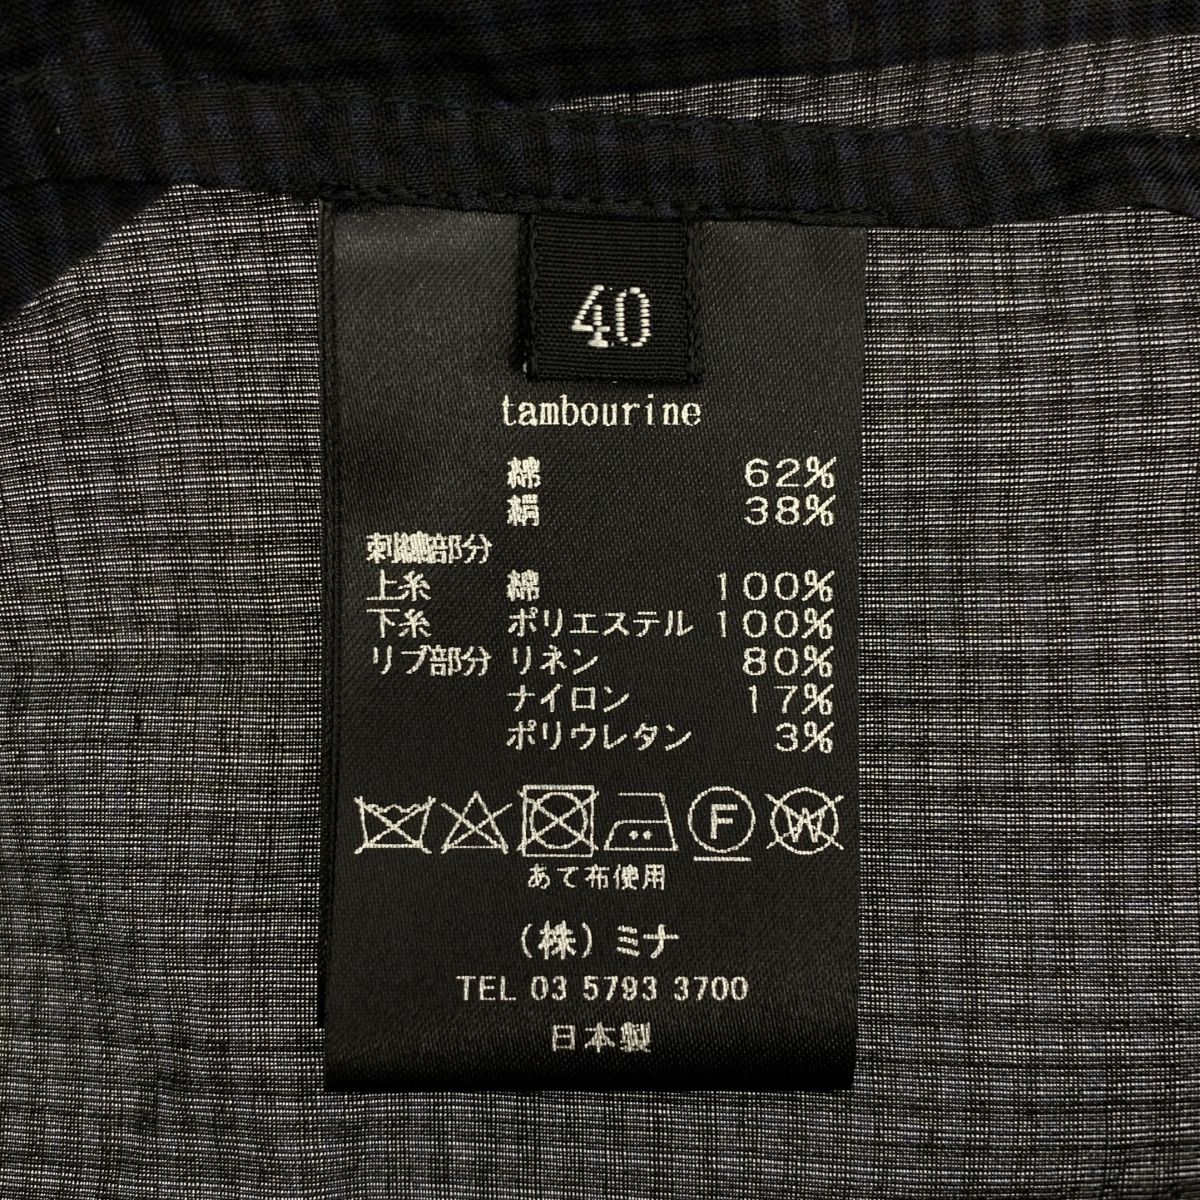 40
tambourine
綿 62%
絹 38%
刺繍部分
上糸 綿 100%
下糸 ポリエステル 100%
リブ部分 リネン 80%
ナイロン 17%
ポリウレタン 3%
F W
あて布使用
(株)ミナ
TEL 03 5793 3700
日本製